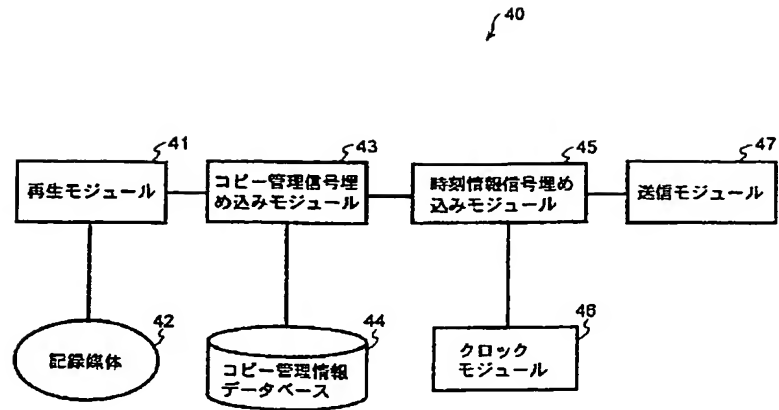 40
41
再生モジュール
43
コピー管理信号埋
め込みモジュール
45
時刻情報信号埋め
込みモジュール
47
送信モジュール
42
記録媒体
44
コピー管理情報
データベース
46
クロック
モジュール